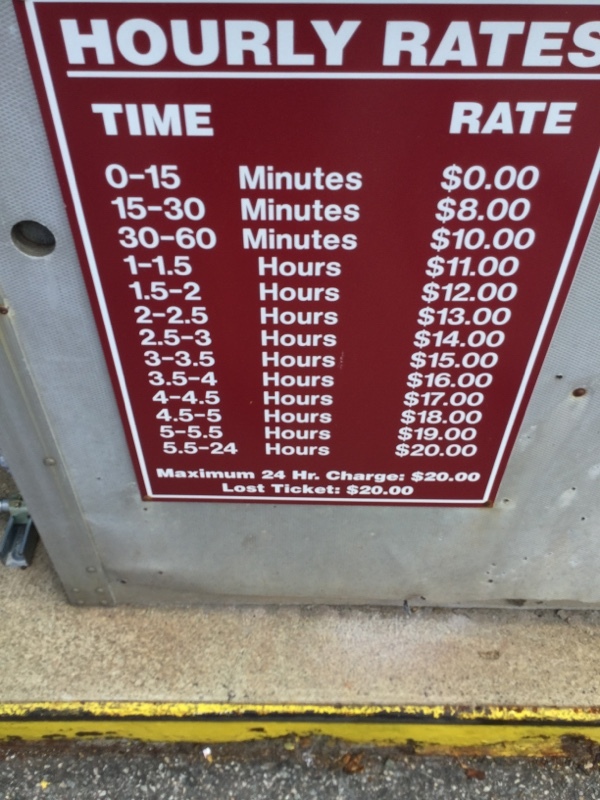 HOURLY RATES
TIME RATE
0-15 Minutes $0.00
15-30 Minutes $8.00
30-60 Minutes $10.00
1-1.5 Hours $11.00
1.5-2 Hours $12.00
2-2.5 Hours $13.00
2.5-3 Hours $14.00
3-3.5 Hours $15.00
3.5-4 Hours $16.00
4-4.5 Hours $17.00
4.5-5 Hours $18.00
5-5.5 Hours $19.00
5.5-24 Hours $20.00
Maximum 24 Hr. Charge: $20.00
Lost Ticket: $20.00